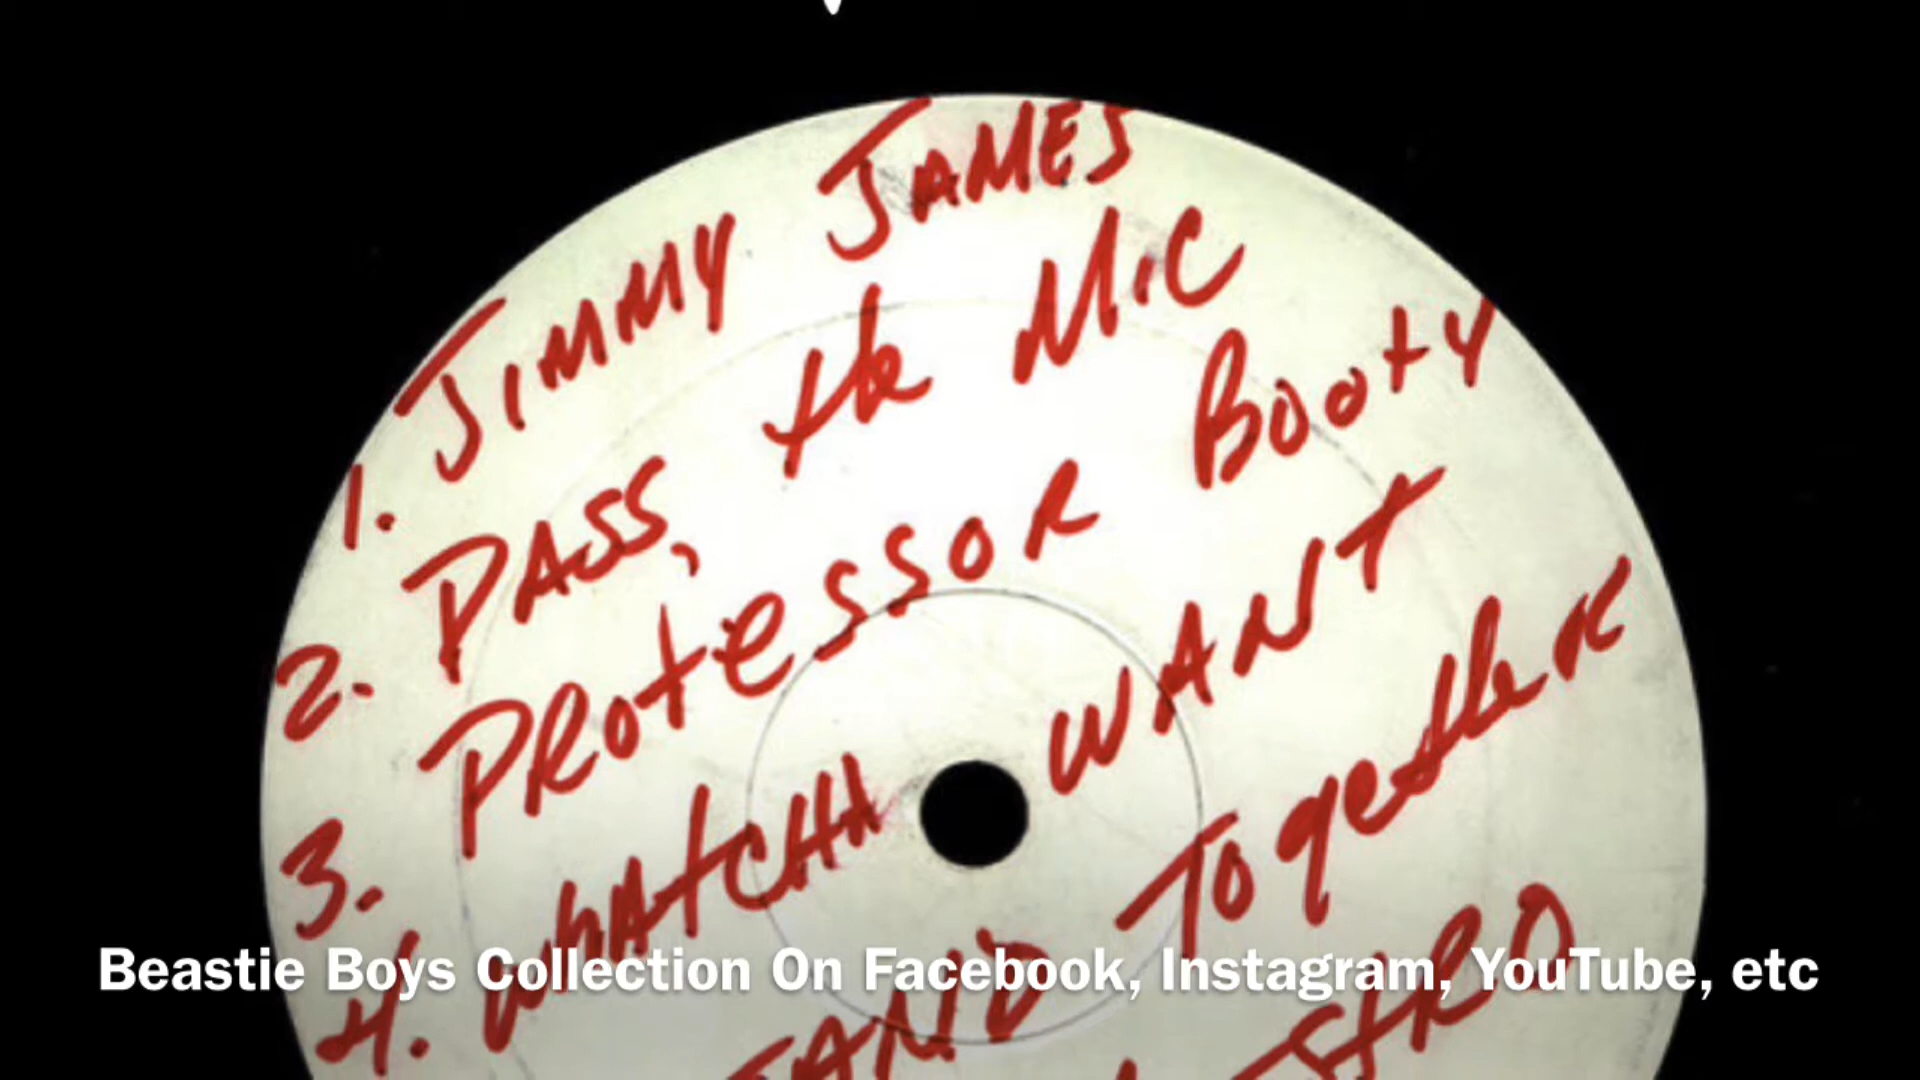 1. JIMMY JAMES
2. PASS, the MIC
3. PROfESSOR BOOTY
4. WhATCHA WANT
TAND TOgetheR
Beastie Boys Collection On Facebook, Instagram, YouTube, etc